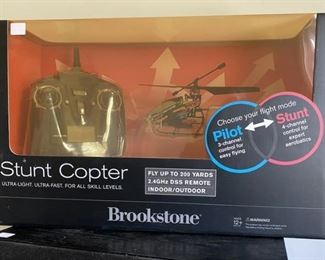 Choose your flight mode
Pilot
3-channel
control for
easy flying
Stunt
4-channel
control for
expert
aerobatics
Stunt Copter
ULTRA-LIGHT. ULTRA-FAST. FOR ALL SKILL LEVELS.
FLY UP TO 200 YARDS
2.4GHz DSS REMOTE
INDOOR/OUTDOOR
Brookstone
AGES
12+
WARNING: